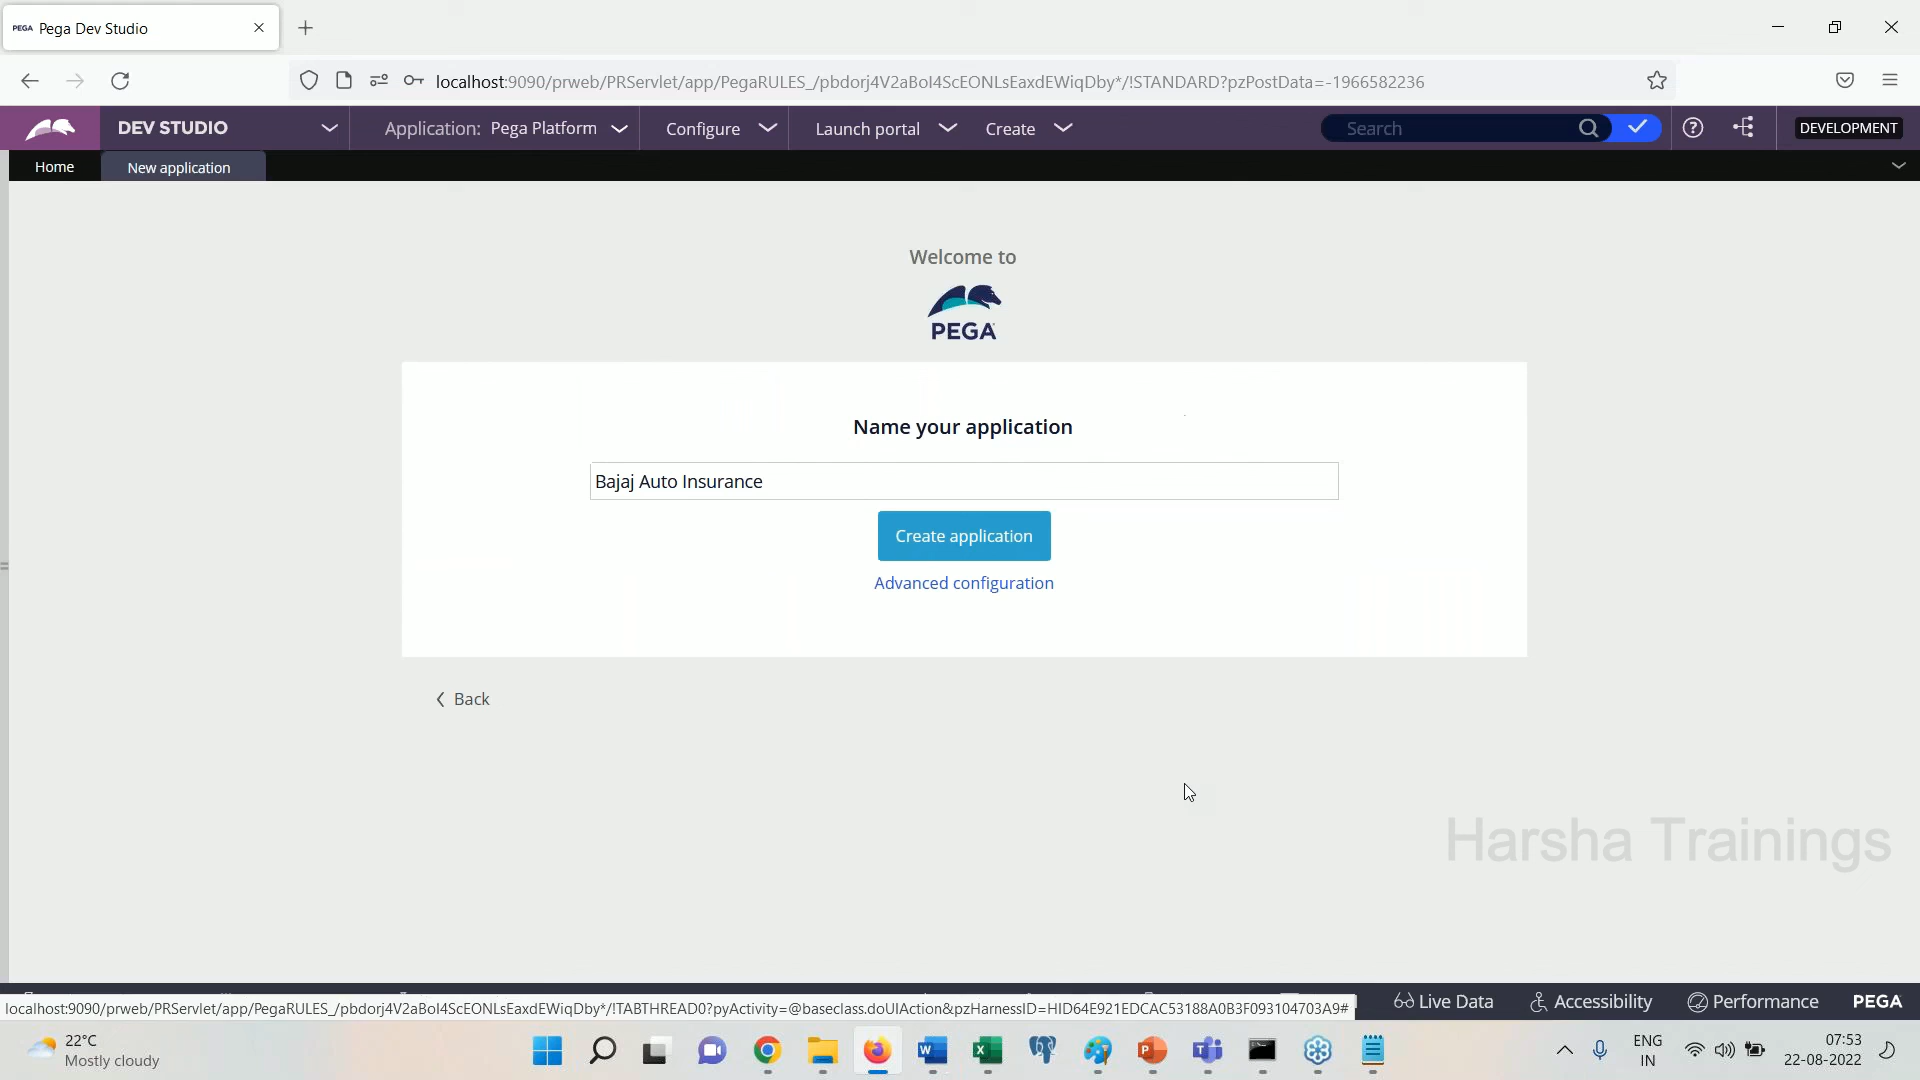 PEGA Pega Dev Studio
localhost:9090/prweb/PRServlet/app/PegaRULES_/pbdorj4V2aBoI4ScEONLsEaxdEWiqDby*/!STANDARD?pzPostData=-1966582236
DEV STUDIO
Application: Pega Platform
Configure
Launch portal
Create
Search
DEVELOPMENT
Home
New application
Welcome to
PEGA
Name your application
Bajaj Auto Insurance
Create application
Advanced configuration
Back
Harsha Trainings
localhost:9090/prweb/PRServlet/app/PegaRULES_/pbdorj4V2aBoI4ScEONLsEaxdEWiqDby*/!TABTHREAD0?pyActivity=@baseclass.doUIAction&pzHarnessID=HID64E921EDCAC53188A0B3F093104703A9#
Live Data
Accessibility
Performance
PEGA
22°C
Mostly cloudy
ENG
IN
07:53
22-08-2022